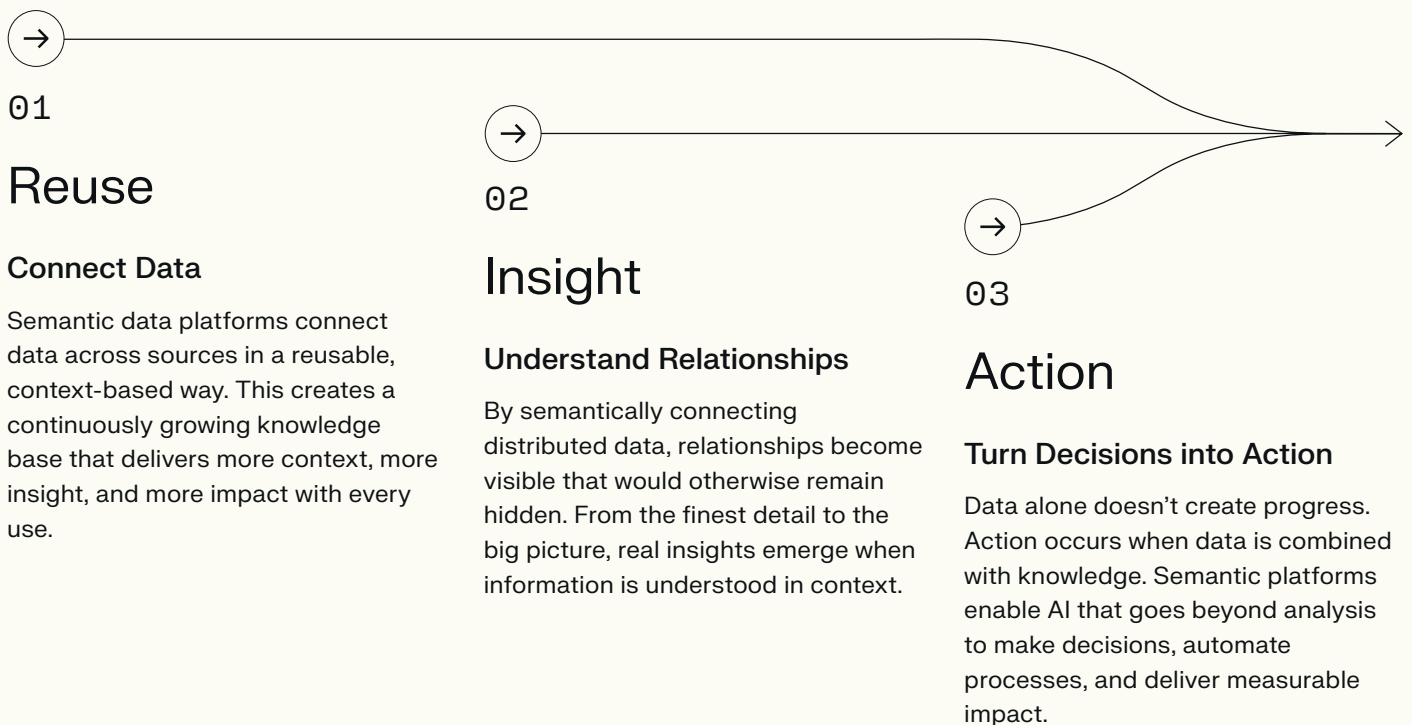 01
Reuse
Connect Data
Semantic data platforms connect
data across sources in a reusable,
context-based way. This creates a
continuously growing knowledge
base that delivers more context, more
insight, and more impact with every
use.
02
Insight
Understand Relationships
By semantically connecting
distributed data, relationships become
visible that would otherwise remain
hidden. From the finest detail to the
big picture, real insights emerge when
information is understood in context.
03
Action
Turn Decisions into Action
Data alone doesn’t create progress.
Action occurs when data is combined
with knowledge. Semantic platforms
enable AI that goes beyond analysis
to make decisions, automate
processes, and deliver measurable
impact.